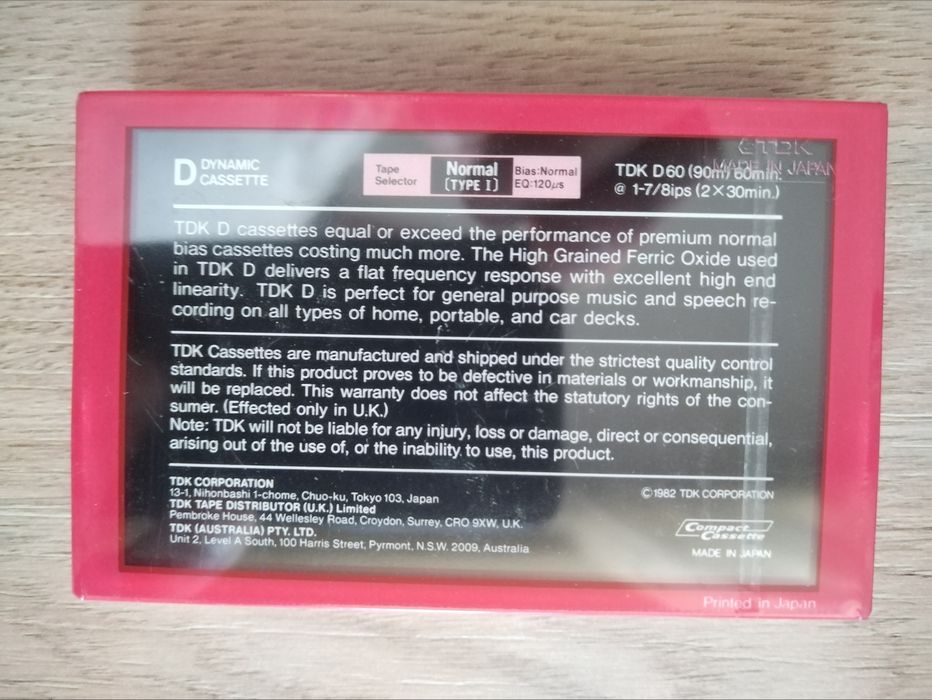 D DYNAMIC CASSETTE
Tape Selector Normal (TYPE I) Bias:Normal EQ:120μs
TDK D60 (90m) 60min.
@ 1-7/8ips (2×30min.)
TDK
MADE IN JAPAN
TDK D cassettes equal or exceed the performance of premium normal
bias cassettes costing much more. The High Grained Ferric Oxide used
in TDK D delivers a flat frequency response with excellent high end
linearity. TDK D is perfect for general purpose music and speech re-
cording on all types of home, portable, and car decks.
TDK Cassettes are manufactured and shipped under the strictest quality control
standards. If this product proves to be defective in materials or workmanship, it
will be replaced. This warranty does not affect the statutory rights of the con-
sumer. (Effected only in U.K.)
Note: TDK will not be liable for any injury, loss or damage, direct or consequential,
arising out of the use of, or the inability to use, this product.
TDK CORPORATION
13-1, Nihonbashi 1-chome, Chuo-ku, Tokyo 103, Japan
TDK TAPE DISTRIBUTOR (U.K.) Limited
Pembroke House, 44 Wellesley Road, Croydon, Surrey, CRO 9XW, U.K.
TDK (AUSTRALIA) PTY. LTD.
Unit 2, Level A South, 100 Harris Street, Pyrmont, N.S.W. 2009, Australia
©1982 TDK CORPORATION
Compact Cassette
MADE IN JAPAN
Printed in Japan